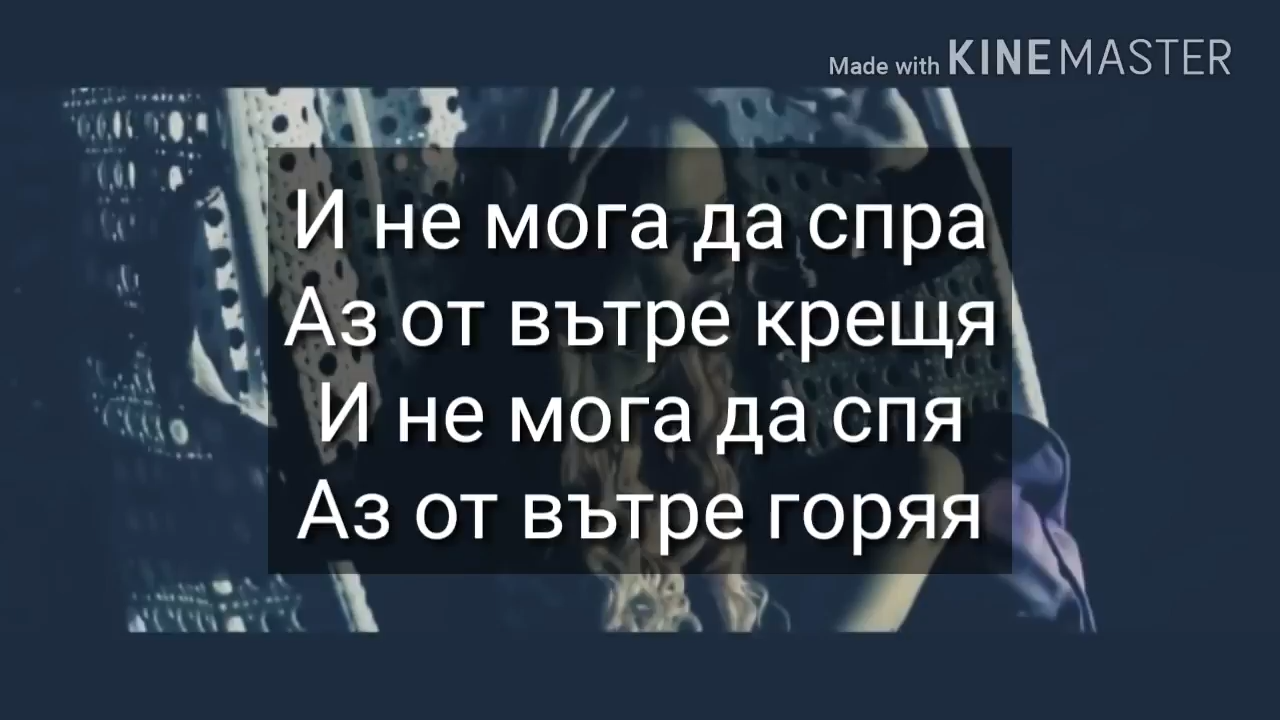 Made with KINEMASTER
И не мога да спра
Аз от вътре крещя
И не мога да спя
Аз от вътре горяя